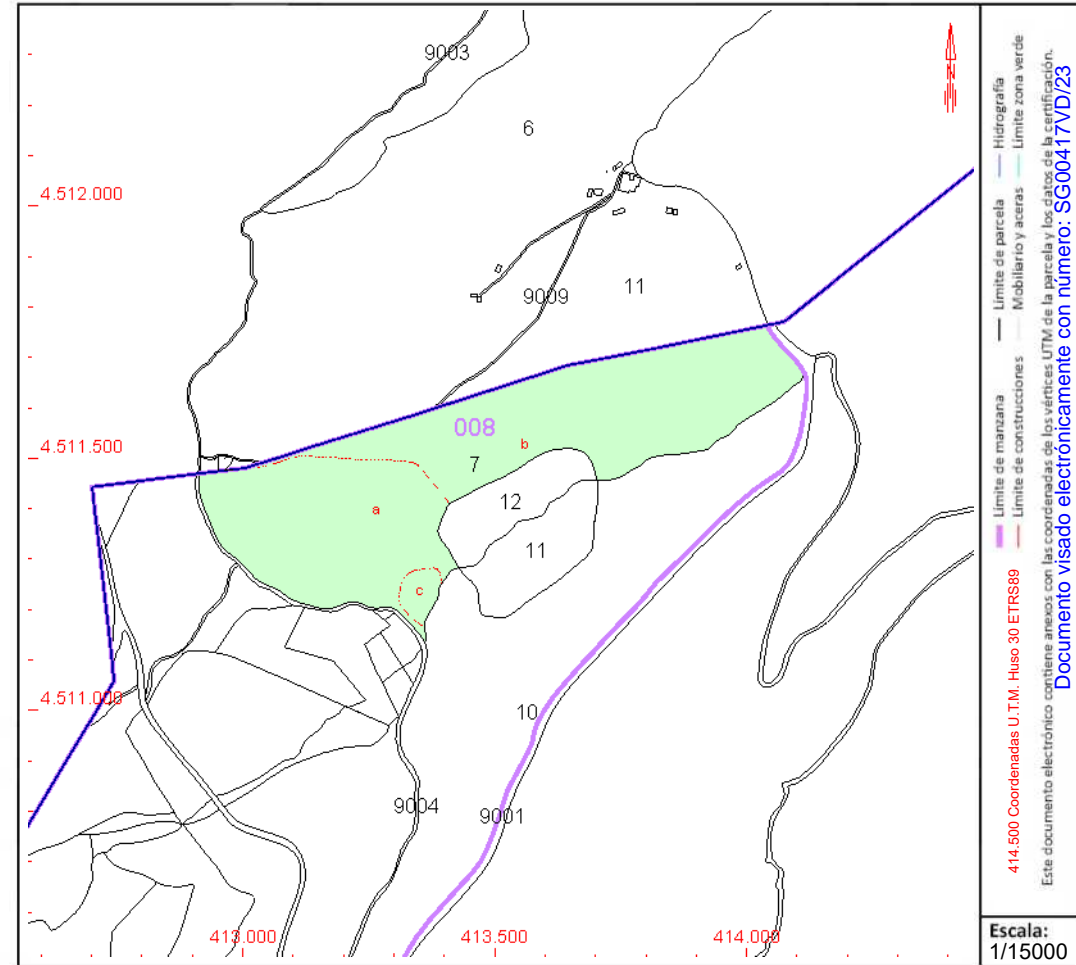 9003
6
4.512.000
11
9009
008
4.511.500
b
7
12
a
11
c
4.511.000
10
9004
9001
413.000
413.500
414.000
N
Límite de manzana
Límite de parcela
Hidrografía
Límite de construcciones
Mobiliario y aceras
Límite zona verde
414.500 Coordenadas U.T.M. Huso 30 ETRS89
Este documento electrónico contiene anexos con las coordenadas de los vértices UTM de la parcela y los datos de la certificación.
Documento visado electrónicamente con número: SG00417VD/23
Escala:
1/15000